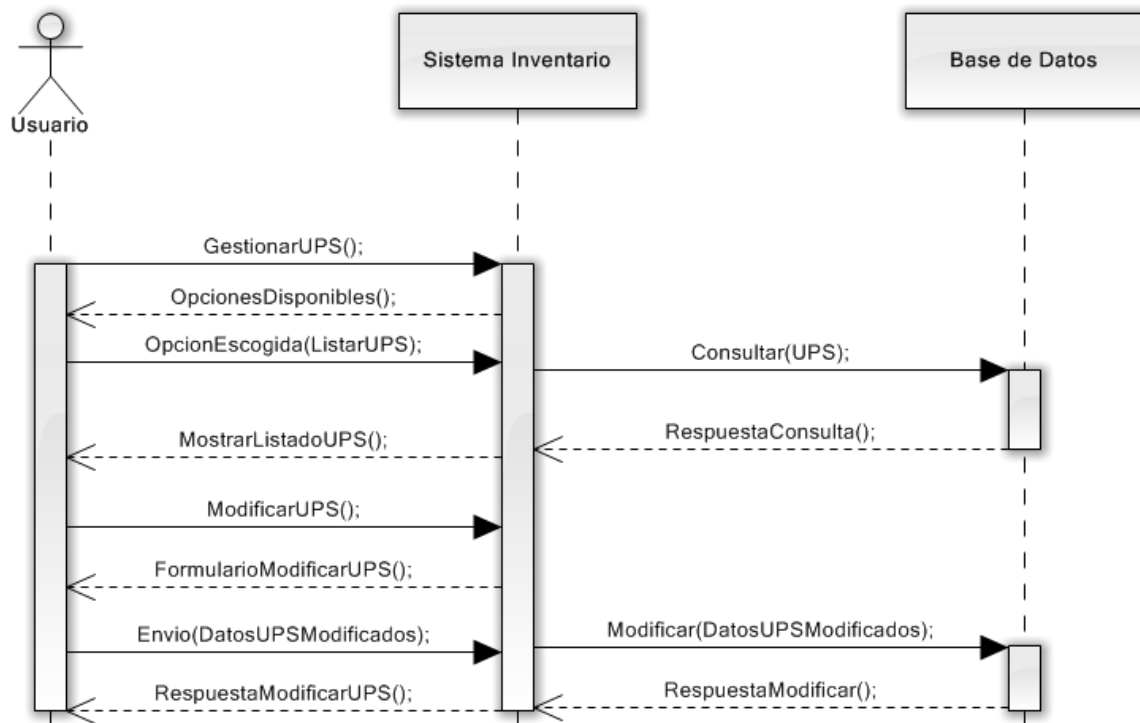 Usuario
Sistema Inventario
Base de Datos
GestionarUPS();
OpcionesDisponibles();
OpcionEscogida(ListarUPS);
Consultar(UPS);
RespuestaConsulta();
MostrarListadoUPS();
ModificarUPS();
FormularioModificarUPS();
Envio(DatosUPSModificados);
Modificar(DatosUPSModificados);
RespuestaModificar();
RespuestaModificarUPS();